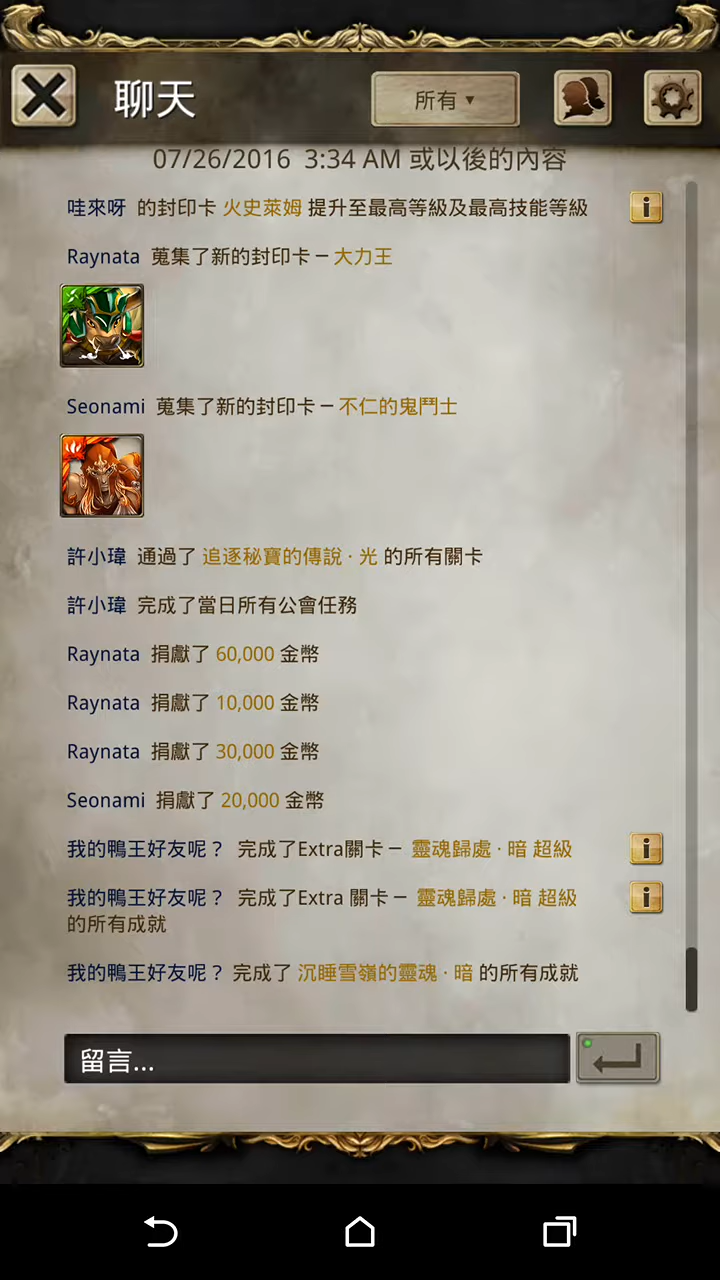 聊天
所有 ▾
07/26/2016 3:34 AM 或以後的內容
哇來呀 的封印卡 火史萊姆 提升至最高等級及最高技能等級
Raynata 蒐集了新的封印卡 – 大力王
Seonami 蒐集了新的封印卡 – 不仁的鬼鬥士
許小瑋 通過了 追逐秘寶的傳說 · 光 的所有關卡
許小瑋 完成了當日所有公會任務
Raynata 捐獻了 60,000 金幣
Raynata 捐獻了 10,000 金幣
Raynata 捐獻了 30,000 金幣
Seonami 捐獻了 20,000 金幣
我的鴨王好友呢？ 完成了Extra關卡 – 靈魂歸處 · 暗 超級
我的鴨王好友呢？ 完成了Extra 關卡 – 靈魂歸處 · 暗 超級
的所有成就
我的鴨王好友呢？ 完成了 沉睡雪嶺的靈魂 · 暗 的所有成就
留言...